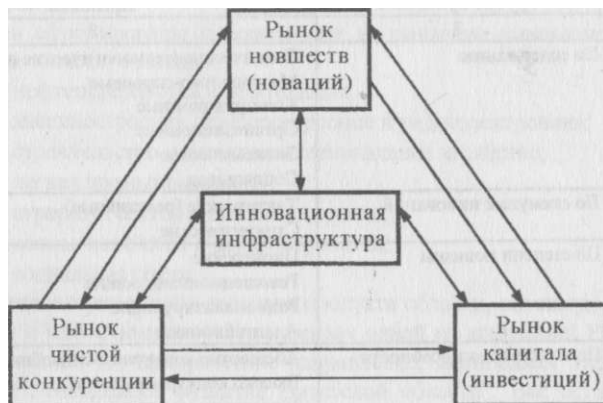 Рынок
новшеств
(новаций)
Инновационная
инфраструктура
Рынок
чистой
конкуренции
Рынок
капитала
(инвестиций)